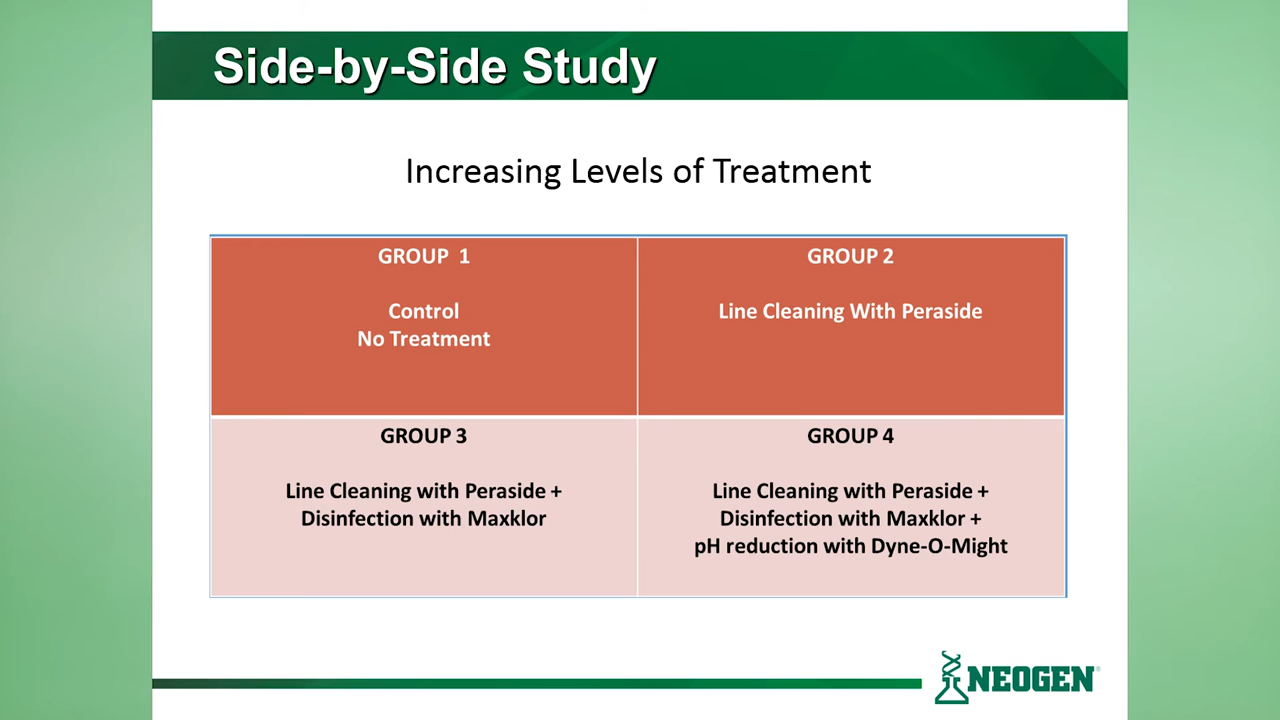 Side-by-Side Study
Increasing Levels of Treatment
GROUP 1
Control
No Treatment
GROUP 2
Line Cleaning With Peraside
GROUP 3
Line Cleaning with Peraside +
Disinfection with Maxklor
GROUP 4
Line Cleaning with Peraside +
Disinfection with Maxklor +
pH reduction with Dyne-O-Might
NEOGEN®